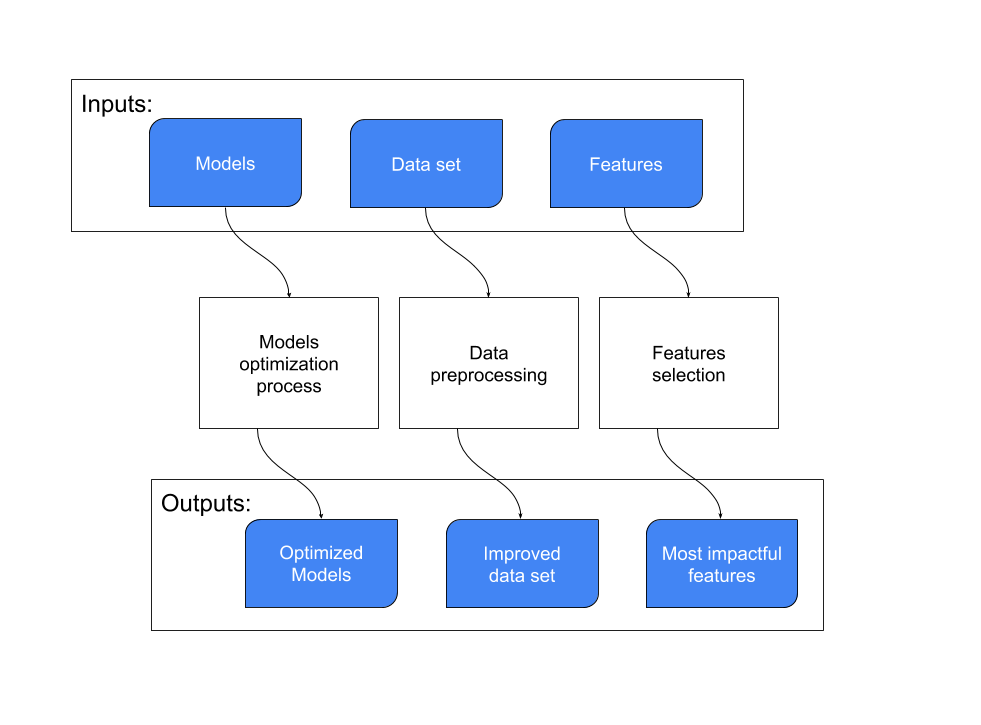 Inputs:
Models
Data set
Features
Models
optimization
process
Data
preprocessing
Features
selection
Outputs:
Optimized
Models
Improved
data set
Most impactful
features